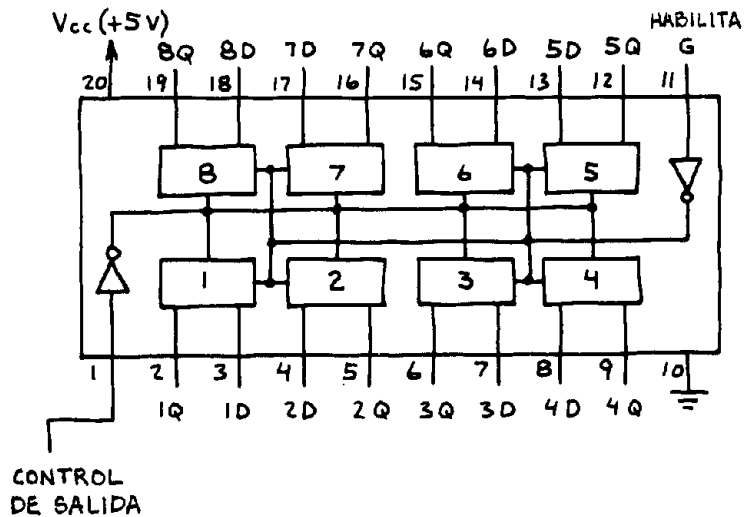 Vcc (+5 V)
HABILITA
8Q 8D 7D 7Q 6Q 6D 5D 5Q G
20 19 18 17 16 15 14 13 12 11
8 7 6 5
1 2 3 4
1 2 3 4 5 6 7 8 9 10
1Q 1D 2D 2Q 3Q 3D 4D 4Q
CONTROL
DE SALIDA